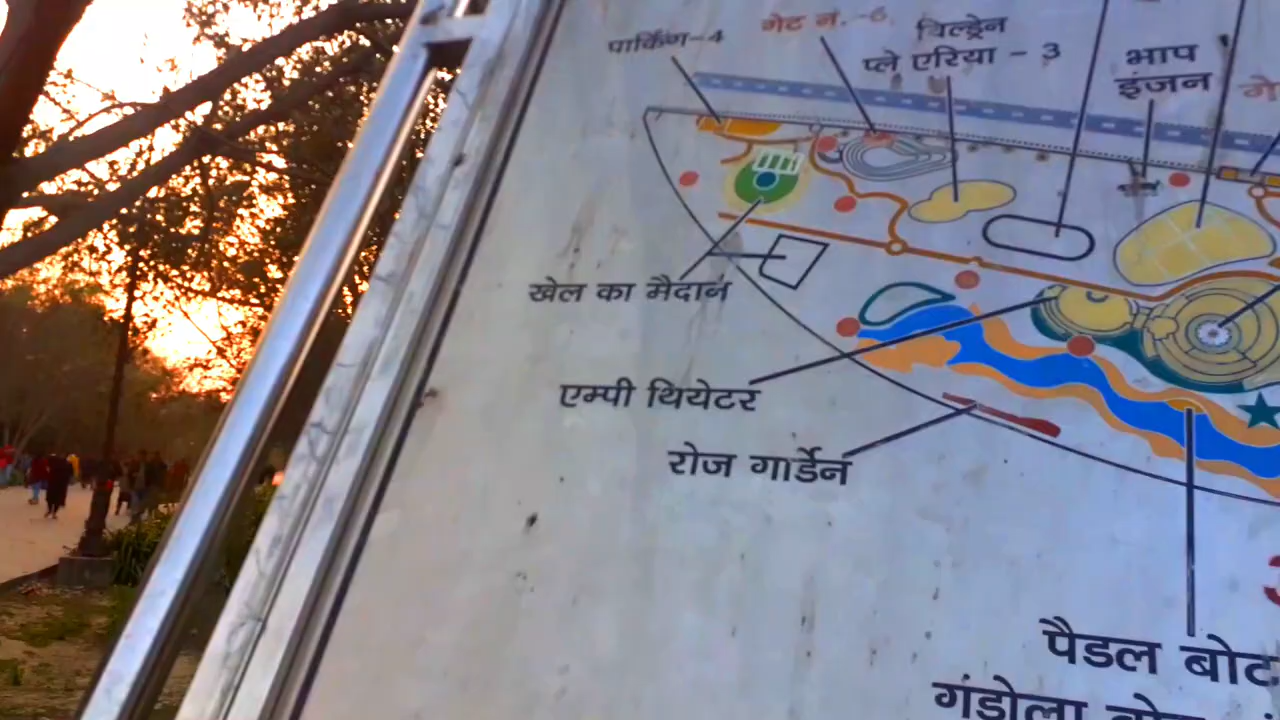 पार्किंग-4
गेट नं.-6
चिल्ड्रेन
प्ले एरिया - 3
भाप
इंजन
गे
खेल का मैदान
एम्पी थियेटर
रोज गार्डेन
पैडल बोट
गंडोला बोट